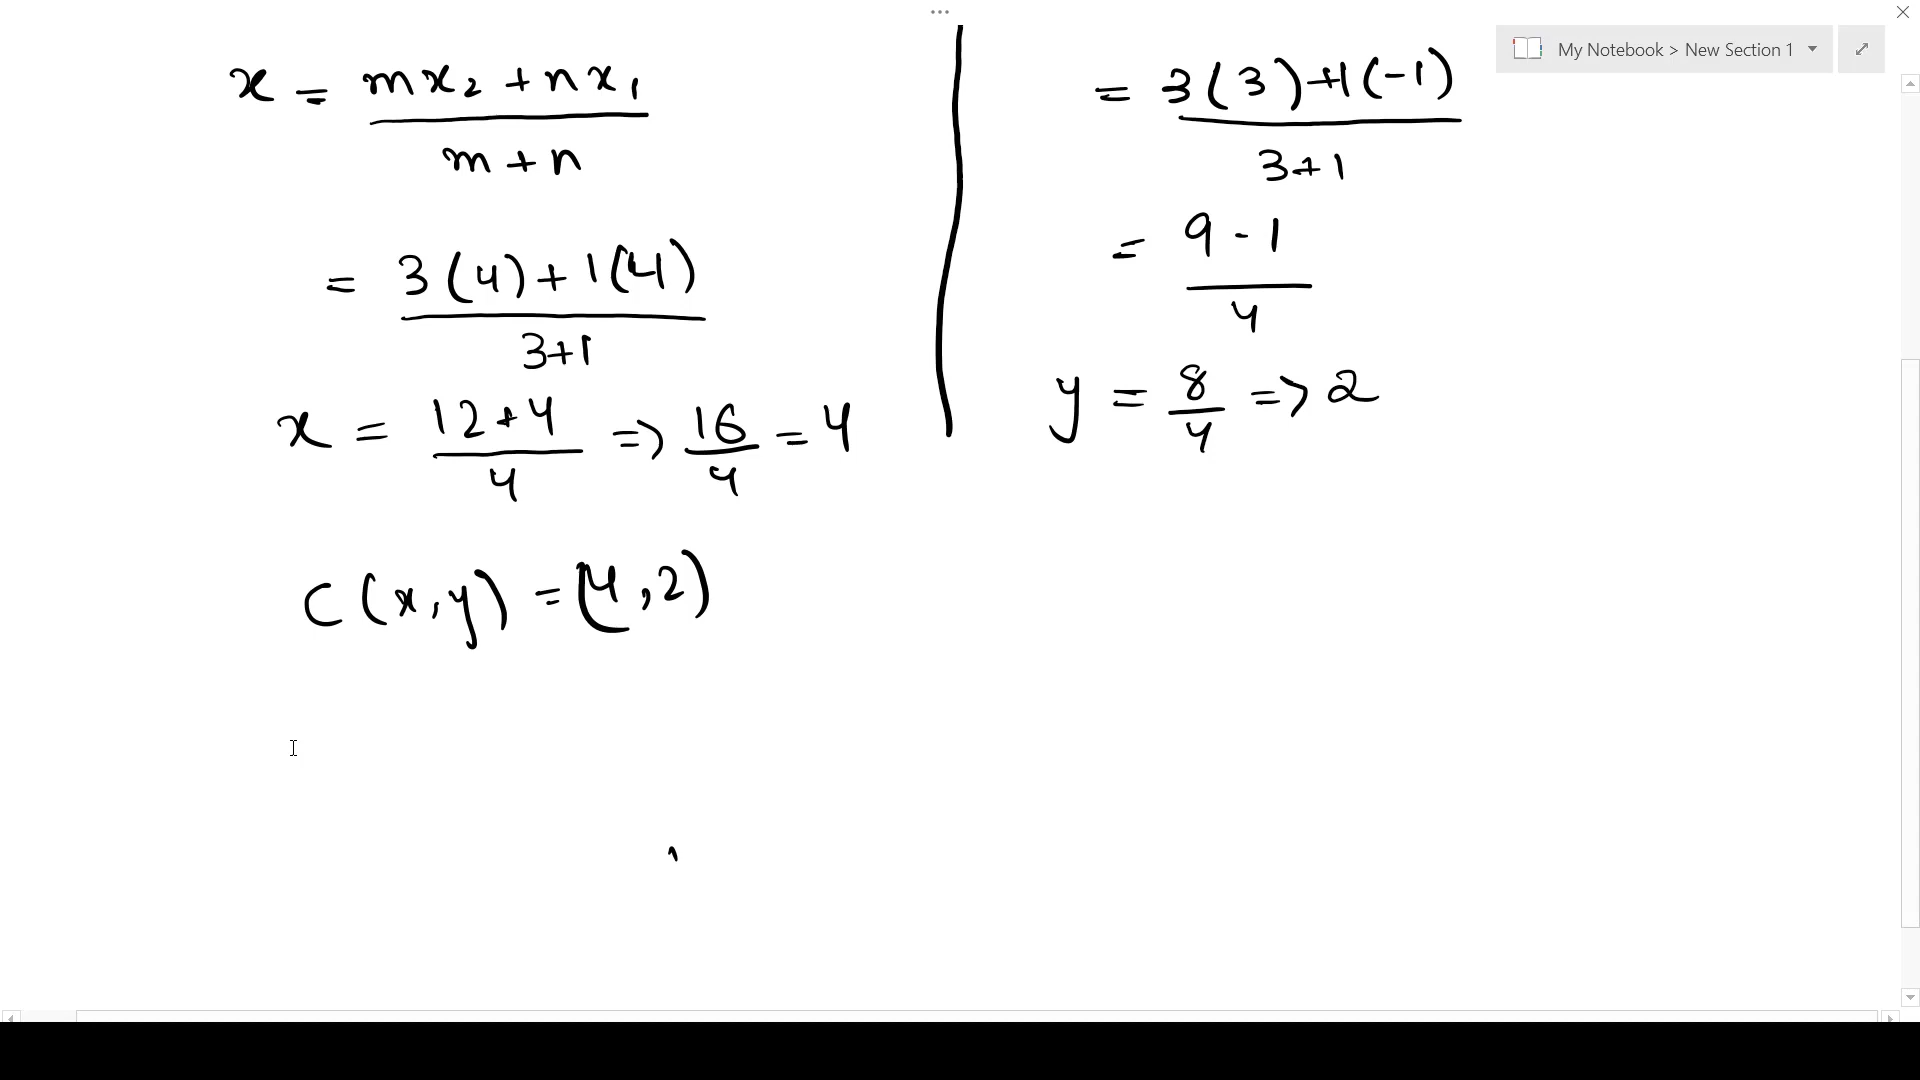 My Notebook > New Section 1
x = mx₂ + nx₁
m + n
= 3(4) + 1(4)
3+1
x = 12+4 => 16 = 4
4 4
C(x,y) = (4,2)
= 3(3)+1(-1)
3+1
= 9-1
4
y = 8 => 2
4